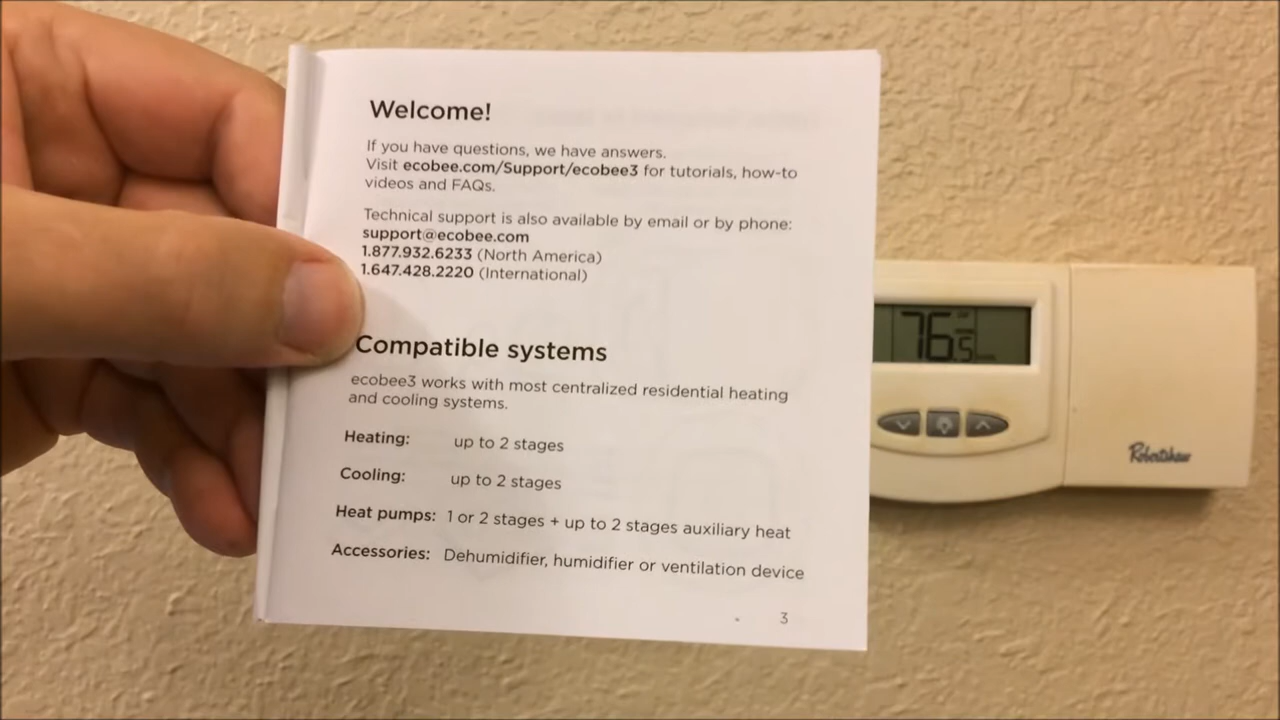 Welcome!
If you have questions, we have answers.
Visit ecobee.com/Support/ecobee3 for tutorials, how-to
videos and FAQs.
Technical support is also available by email or by phone:
support@ecobee.com
1.877.932.6233 (North America)
1.647.428.2220 (International)
Compatible systems
ecobee3 works with most centralized residential heating
and cooling systems.
Heating: up to 2 stages
Cooling: up to 2 stages
Heat pumps: 1 or 2 stages + up to 2 stages auxiliary heat
Accessories: Dehumidifier, humidifier or ventilation device
3
76.5
Robertshaw